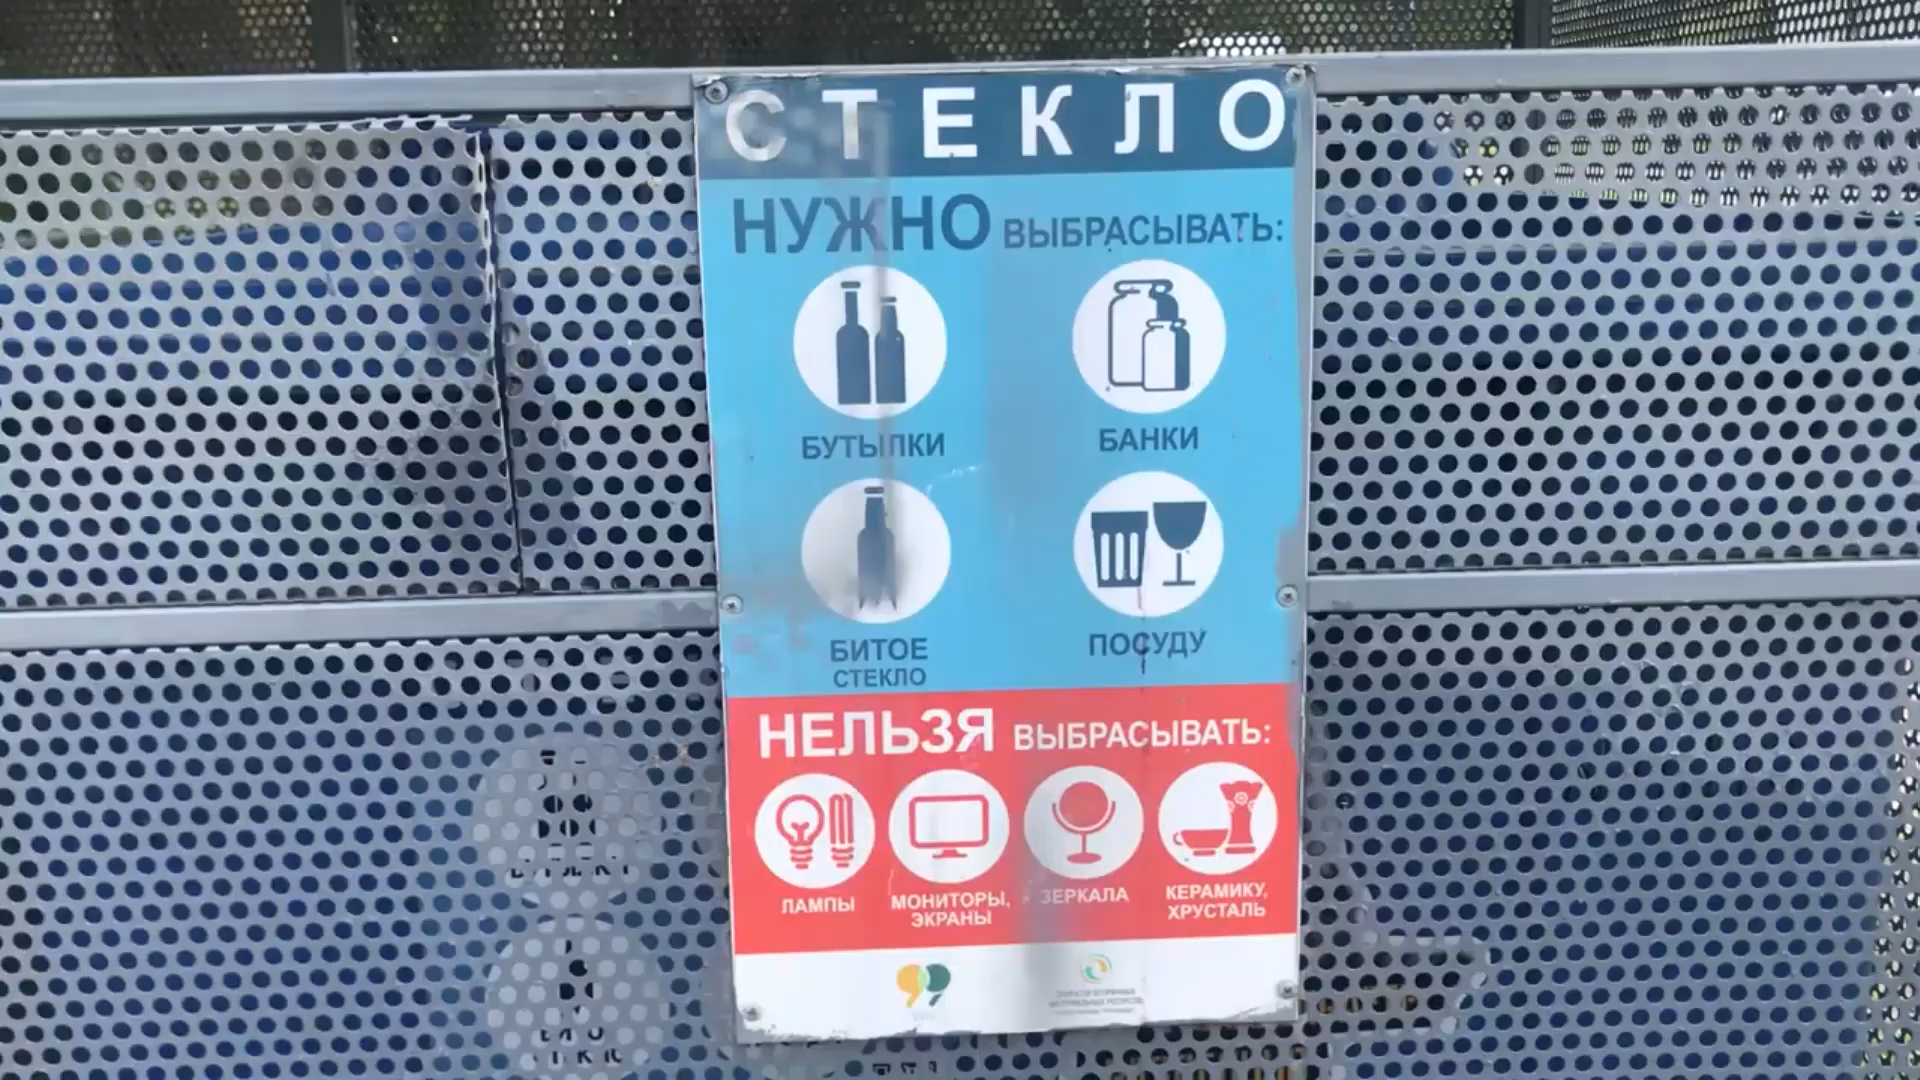 СТЕКЛО
НУЖНО ВЫБРАСЫВАТЬ:
БУТЫЛКИ
БАНКИ
БИТОЕ
СТЕКЛО
ПОСУДУ
НЕЛЬЗЯ ВЫБРАСЫВАТЬ:
ЛАМПЫ
МОНИТОРЫ,
ЭКРАНЫ
ЗЕРКАЛА
КЕРАМИКУ,
ХРУСТАЛЬ